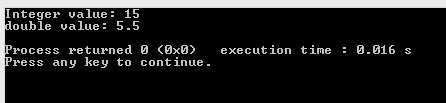 Integer value: 15
double value: 5.5
Process returned 0 (0x0)   execution time : 0.016 s
Press any key to continue.